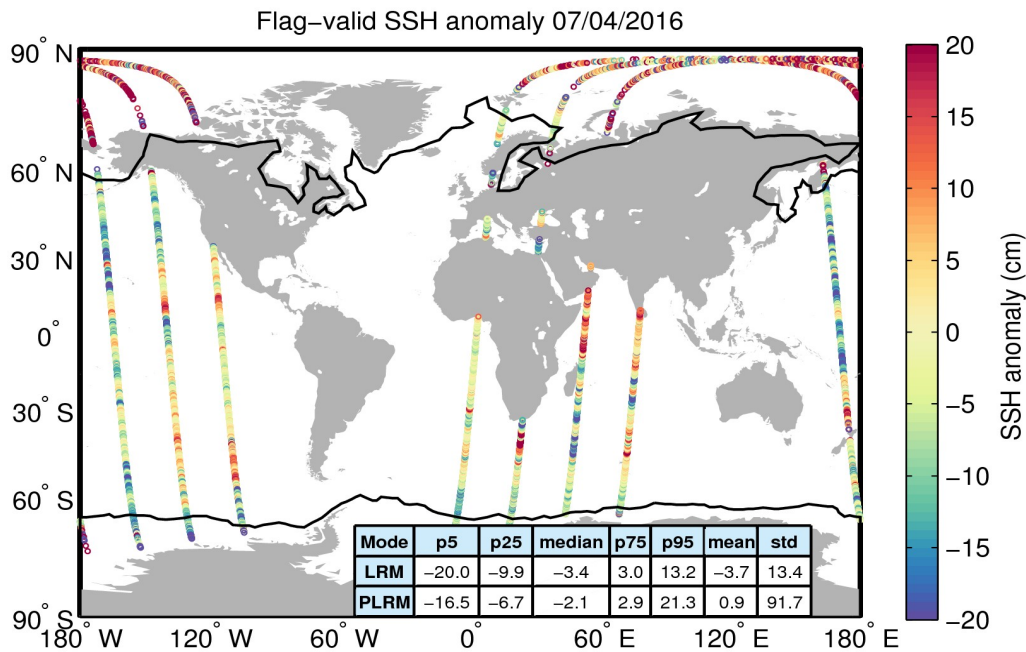 Flag−valid SSH anomaly 07/04/2016
90° N
60° N
30° N
0°
30° S
60° S
90° S
180° W
120° W
60° W
0°
60° E
120° E
180° E
Mode p5 p25 median p75 p95 mean std
LRM −20.0 −9.9 −3.4 3.0 13.2 −3.7 13.4
PLRM −16.5 −6.7 −2.1 2.9 21.3 0.9 91.7
20
15
10
5
0
−5
−10
−15
−20
SSH anomaly (cm)